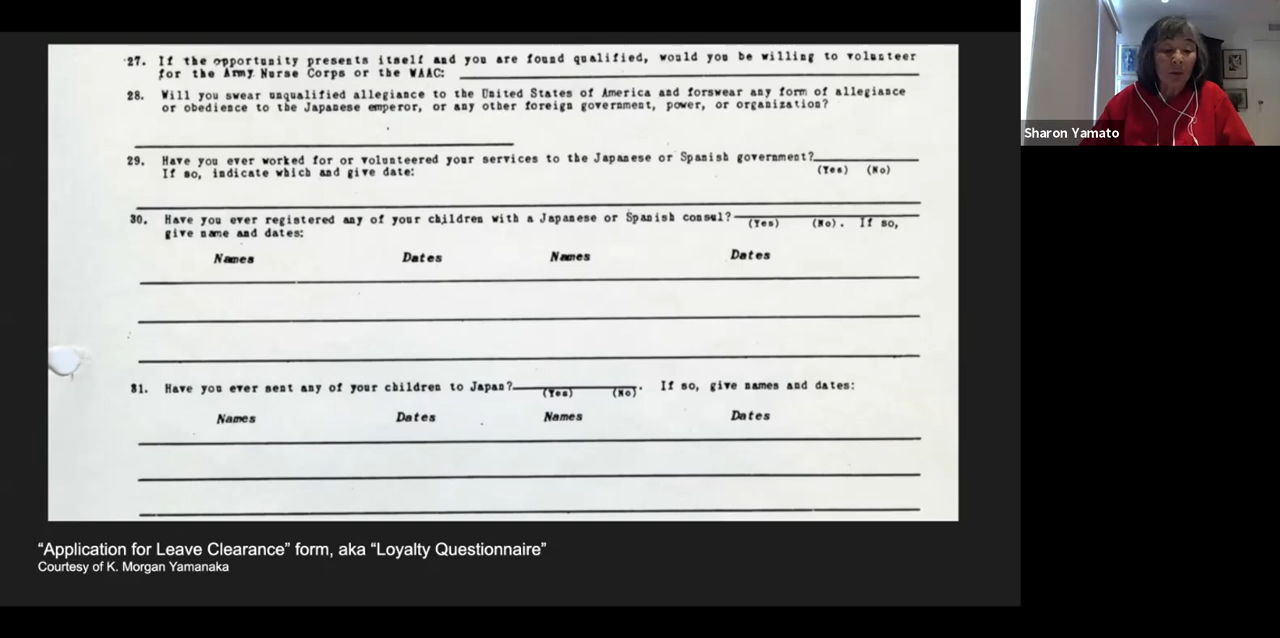 27. If the opportunity presents itself and you are found qualified, would you be willing to volunteer
for the Army Nurse Corps or the WAAC:
28. Will you swear unqualified allegiance to the United States of America and forswear any form of allegiance
or obedience to the Japanese emperor, or any other foreign government, power, or organization?
29. Have you ever worked for or volunteered your services to the Japanese or Spanish government?
(Yes) (No)
If so, indicate which and give date:
30. Have you ever registered any of your children with a Japanese or Spanish consul?
(Yes) (No). If so,
give name and dates:
Names Dates Names Dates
31. Have you ever sent any of your children to Japan? (Yes) (No). If so, give names and dates:
Names Dates Names Dates
“Application for Leave Clearance” form, aka “Loyalty Questionnaire”
Courtesy of K. Morgan Yamanaka
Sharon Yamato